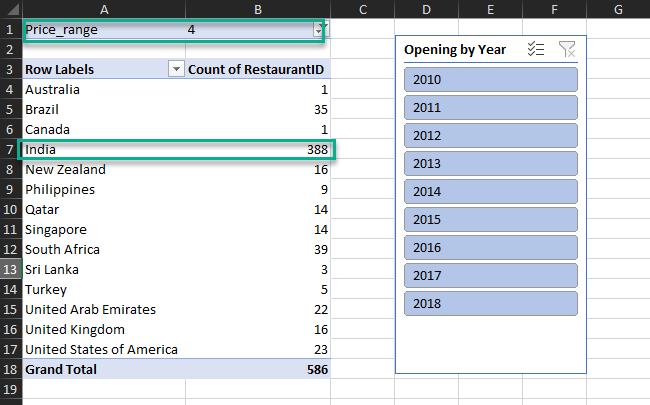 A B C D E F G
1 Price_range 4
2 Opening by Year
3 Row Labels Count of RestaurantID
4 Australia 1 2010
5 Brazil 35 2011
6 Canada 1 2012
7 India 388 2013
8 New Zealand 16 2014
9 Philippines 9
10 Qatar 14 2015
11 Singapore 14
12 South Africa 39 2016
13 Sri Lanka 3 2017
14 Turkey 5 2018
15 United Arab Emirates 22
16 United Kingdom 16
17 United States of America 23
18 Grand Total 586
19